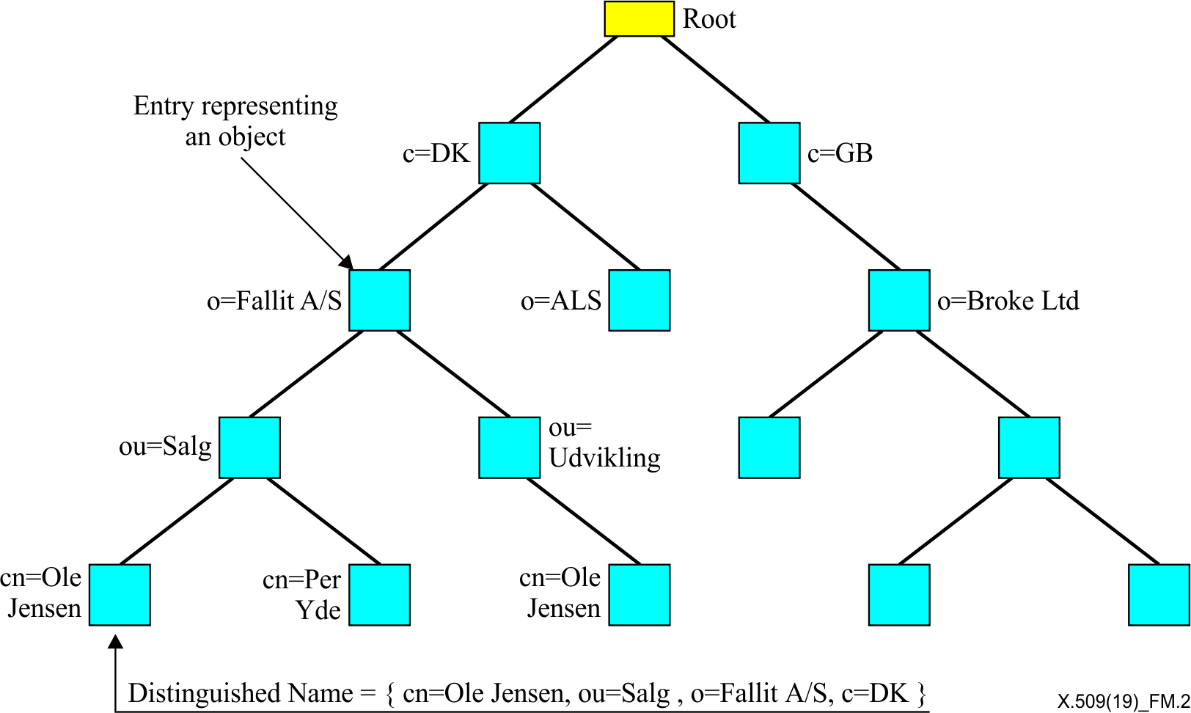 Root
Entry representing
an object
c=DK
c=GB
o=Fallit A/S
o=ALS
o=Broke Ltd
ou=Salg
ou=
Udvikling
cn=Ole
Jensen
cn=Per
Yde
cn=Ole
Jensen
Distinguished Name = { cn=Ole Jensen, ou=Salg , o=Fallit A/S, c=DK }
X.509(19)_FM.2